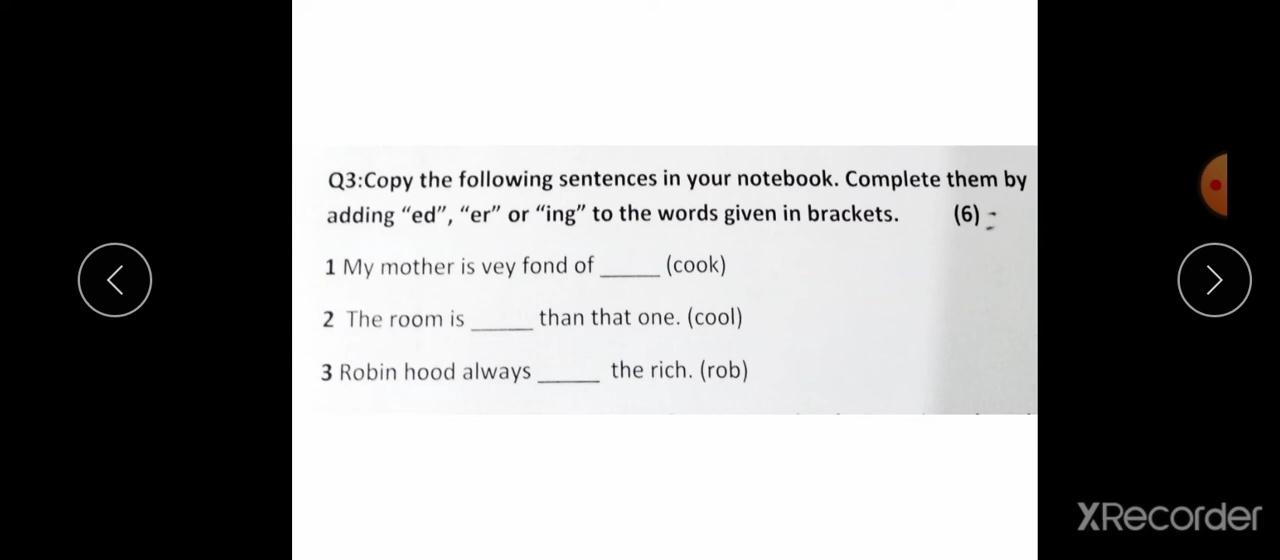 Q3:Copy the following sentences in your notebook. Complete them by
adding “ed”, “er” or “ing” to the words given in brackets. (6)
1 My mother is vey fond of _____ (cook)
2 The room is _____ than that one. (cool)
3 Robin hood always _____ the rich. (rob)
XRecorder